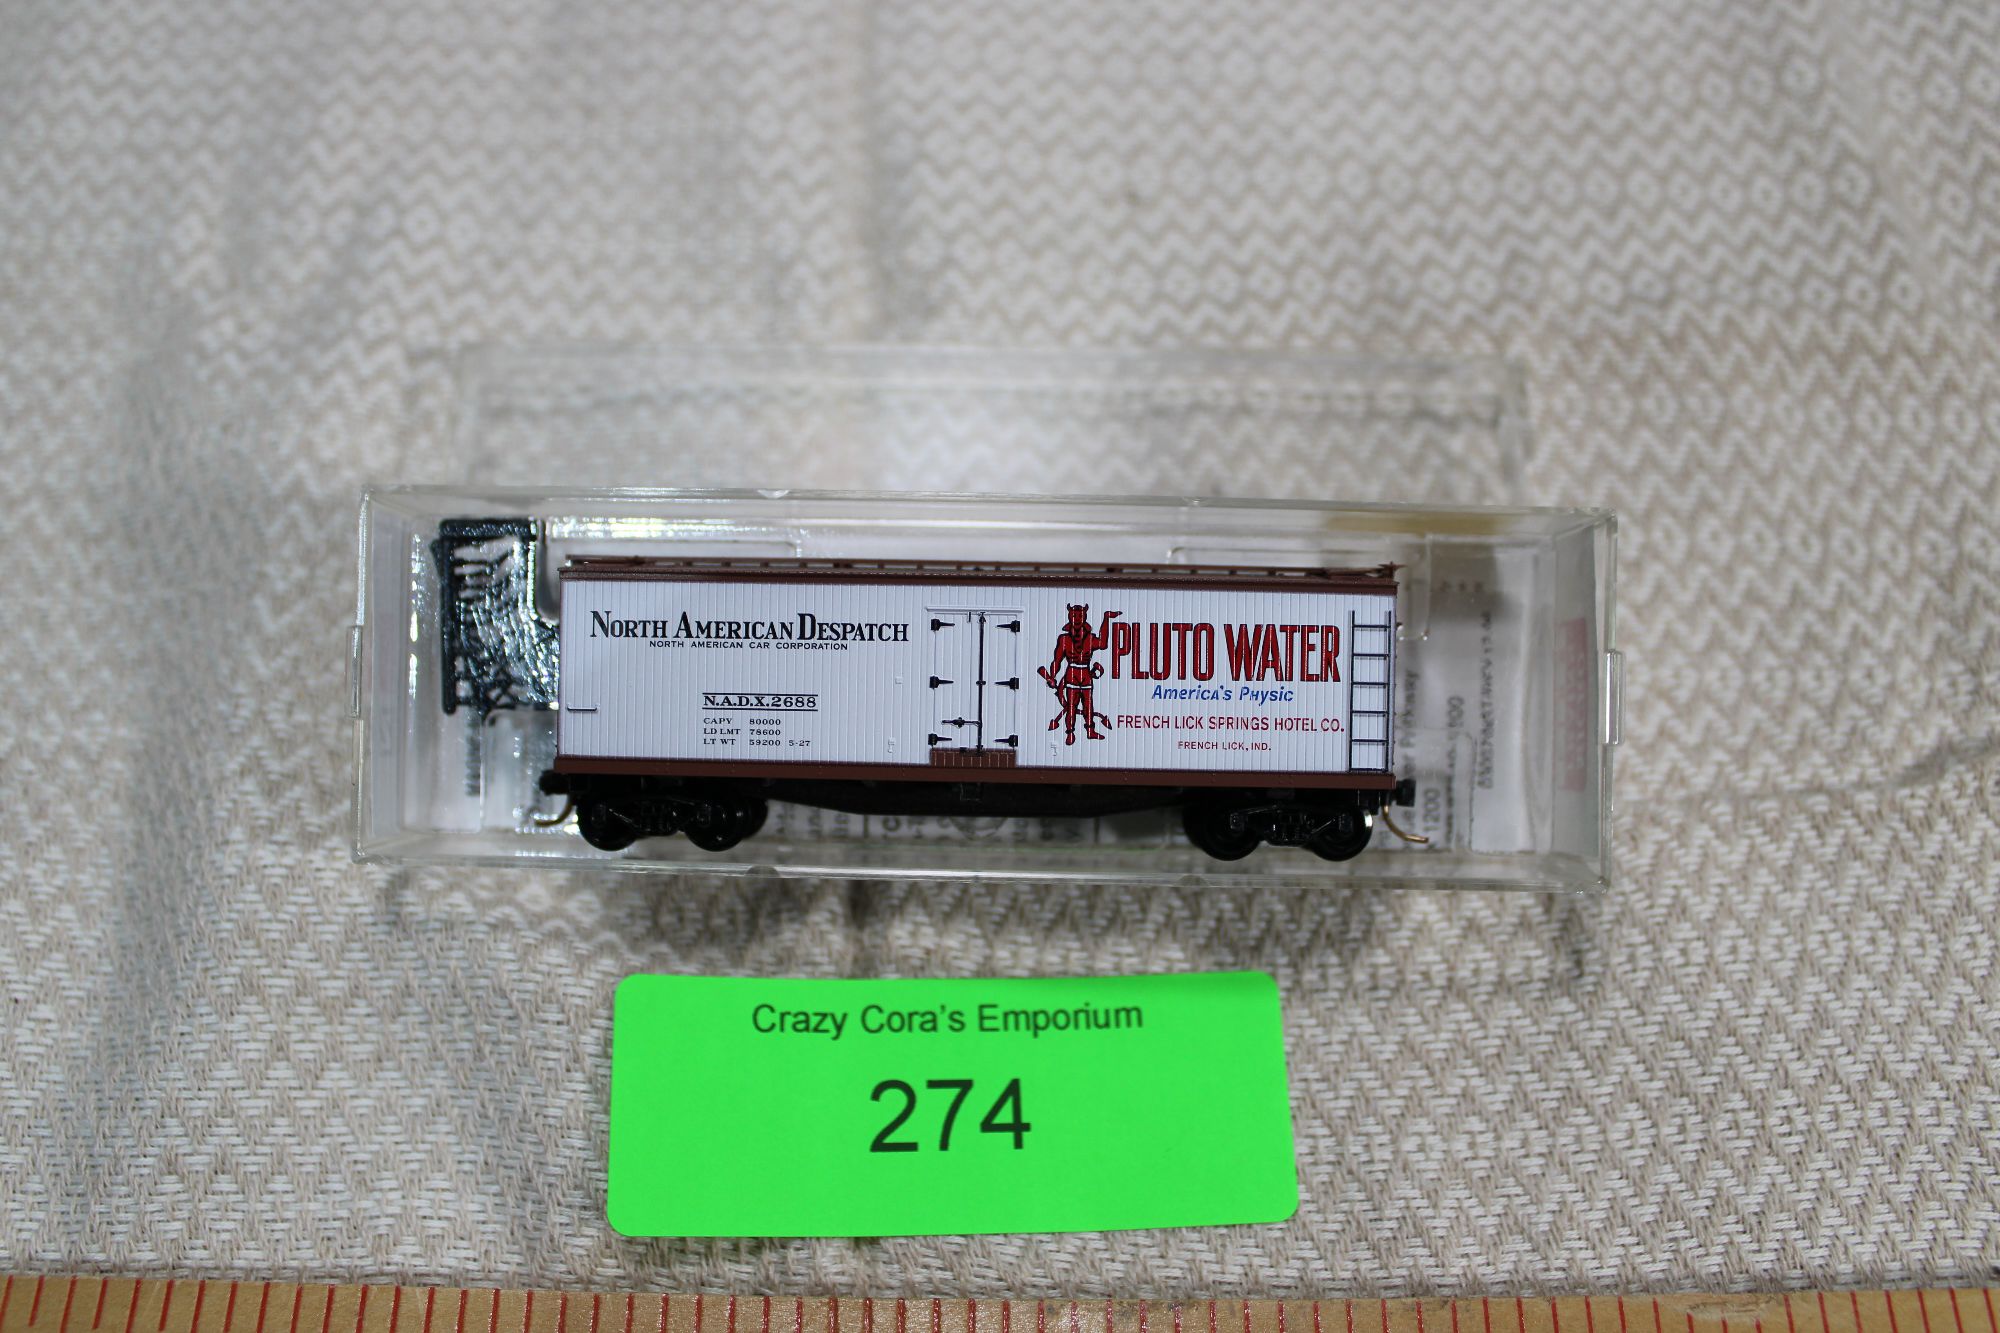 NORTH AMERICAN DESPATCH
NORTH AMERICAN CAR CORPORATION
N.A.D.X.2688
CAPY 80000
LD LMT 78600
LT WT 59200 5-27
PLUTO WATER
America's Physic
FRENCH LICK SPRINGS HOTEL CO.
FRENCH LICK, IND.
Crazy Cora's Emporium
274